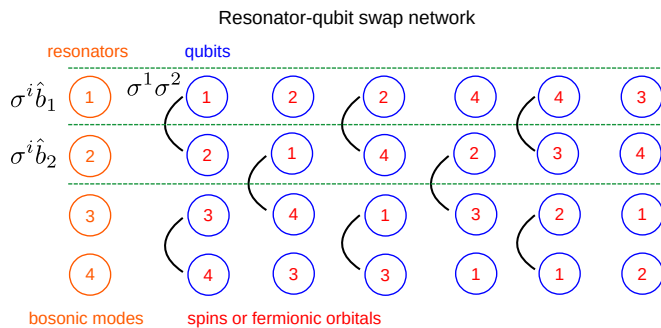 Resonator-qubit swap network
resonators qubits
σ^i b̂_1 1 σ^1σ^2 1 2 2 4 4 3
σ^i b̂_2 2 2 1 4 2 3 4
3 3 4 1 3 2 1
4 4 3 3 1 1 2
bosonic modes spins or fermionic orbitals